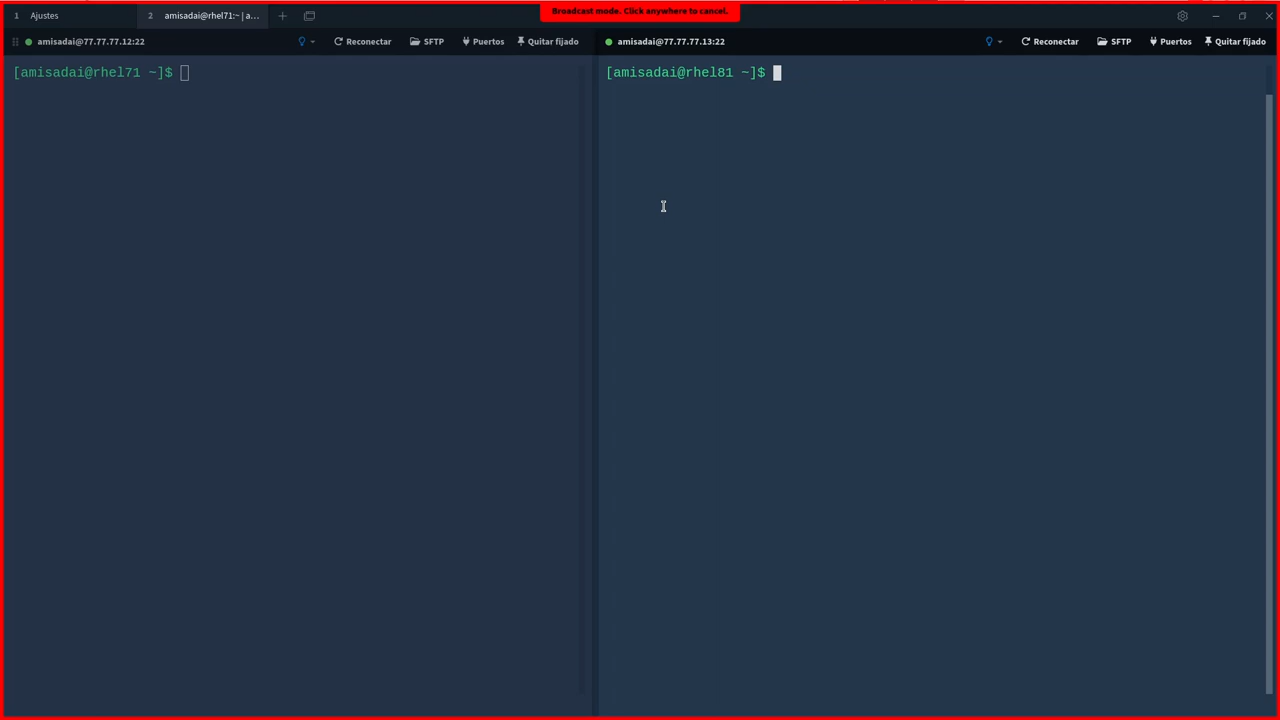 Broadcast mode. Click anywhere to cancel.
1 Ajustes 2 amisadai@rhel71:~ | a...
amisadai@77.77.77.12:22 Reconectar SFTP Puertos Quitar fijado
[amisadai@rhel71 ~]$
amisadai@77.77.77.13:22 Reconectar SFTP Puertos Quitar fijado
[amisadai@rhel81 ~]$